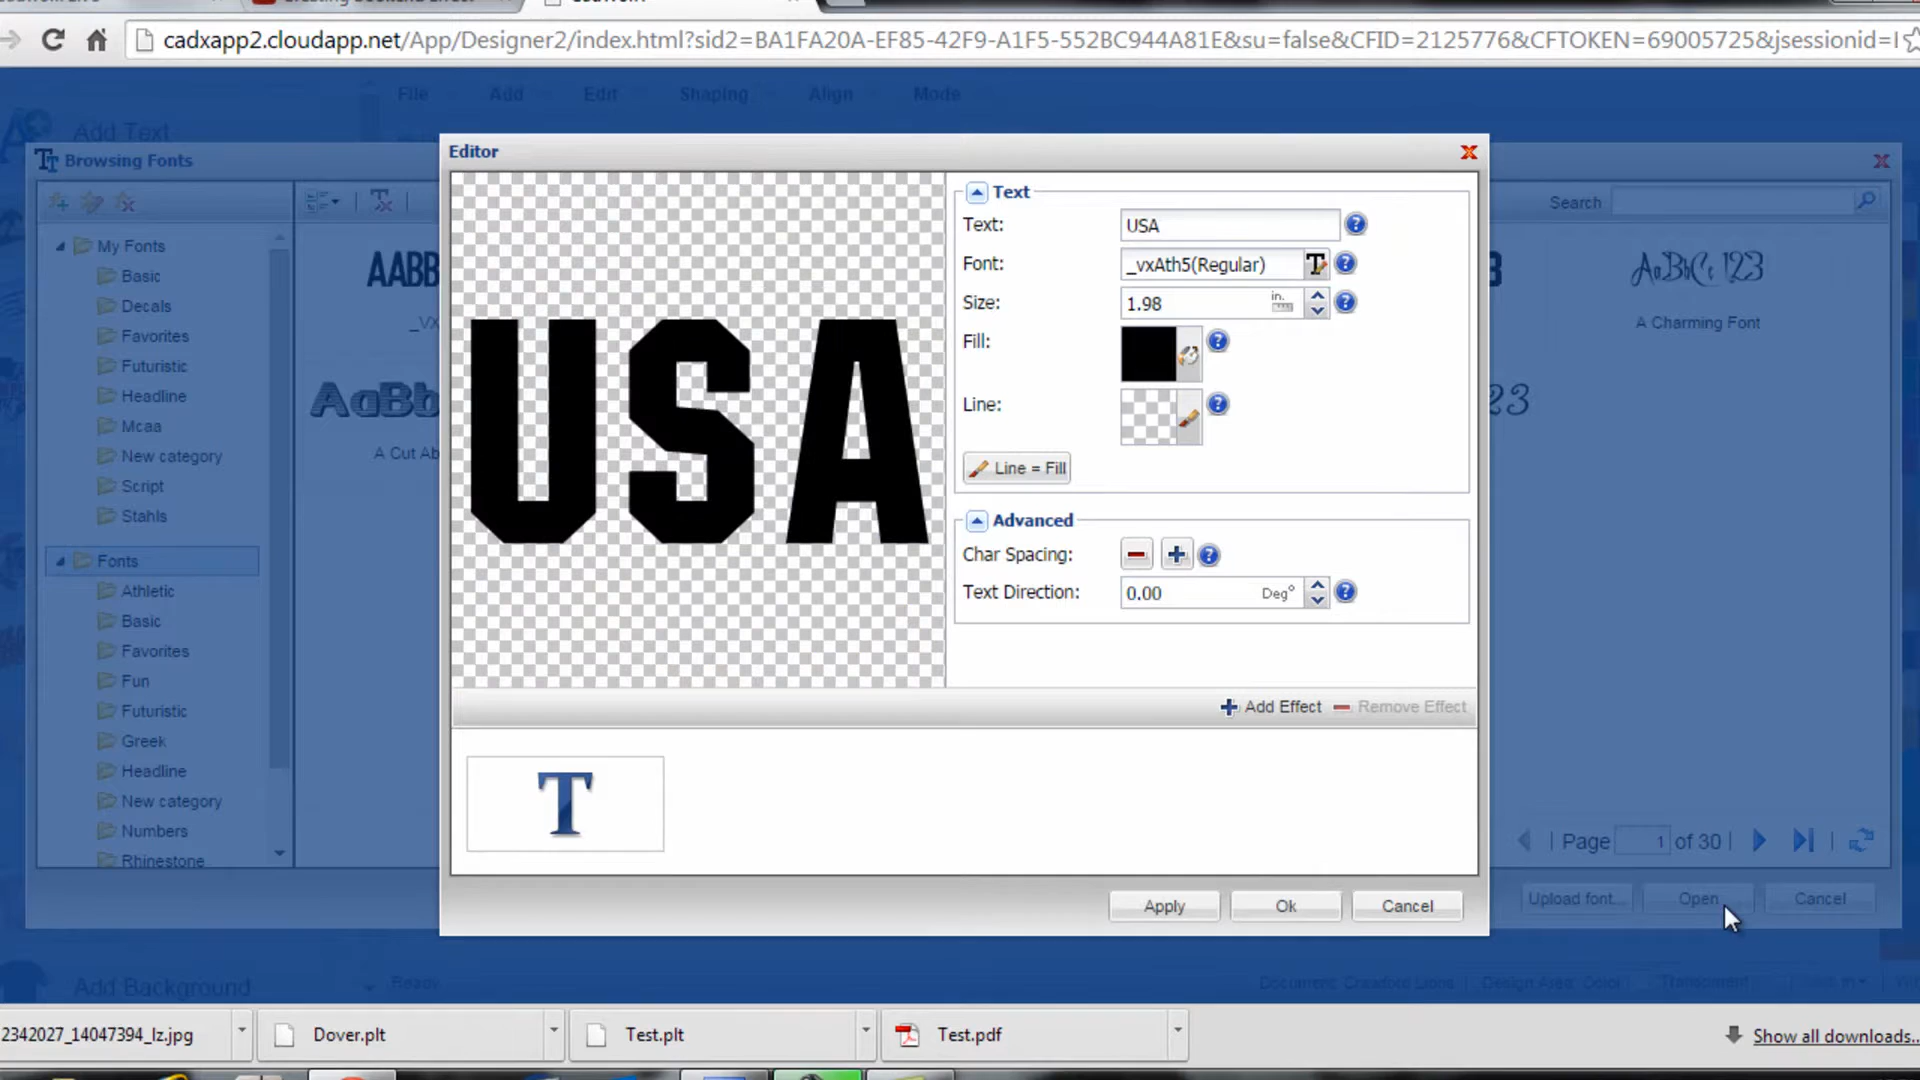 cadxapp2.cloudapp.net/App/Designer2/index.html?sid2=BA1FA20A-EF85-42F9-A1F5-552BC944A81E&su=false&CFID=2125776&CFTOKEN=69005725&jsessionid=
File Add Edit Shaping Align Mode
Add Text
Browsing Fonts
Search
My Fonts
Basic
Decals
Favorites
Futuristic
Headline
Mcaa
New category
Script
Stahls
Fonts
Athletic
Basic
Favorites
Fun
Futuristic
Greek
Headline
New category
Numbers
Rhinestone
AABB
AaBb
A Cut Ab
Editor
USA
Text
Text: USA
Font: _vxAth5(Regular)
Size: 1.98 in.
Fill:
Line:
Line = Fill
Advanced
Char Spacing:
Text Direction: 0.00 Deg°
Add Effect Remove Effect
T
Apply Ok Cancel
AaBbCc 123
A Charming Font
Page 1 of 30
Upload font... Open Cancel
Add Background
Ready
2342027_14047394_lz.jpg
Dover.plt
Test.plt
Test.pdf
Show all downloads...